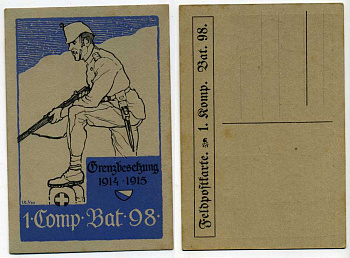 Grenzbesetzung
1914-1915
1·Comp·Bat·98·
Feldpostkarte. 1. Komp. Bat. 98.